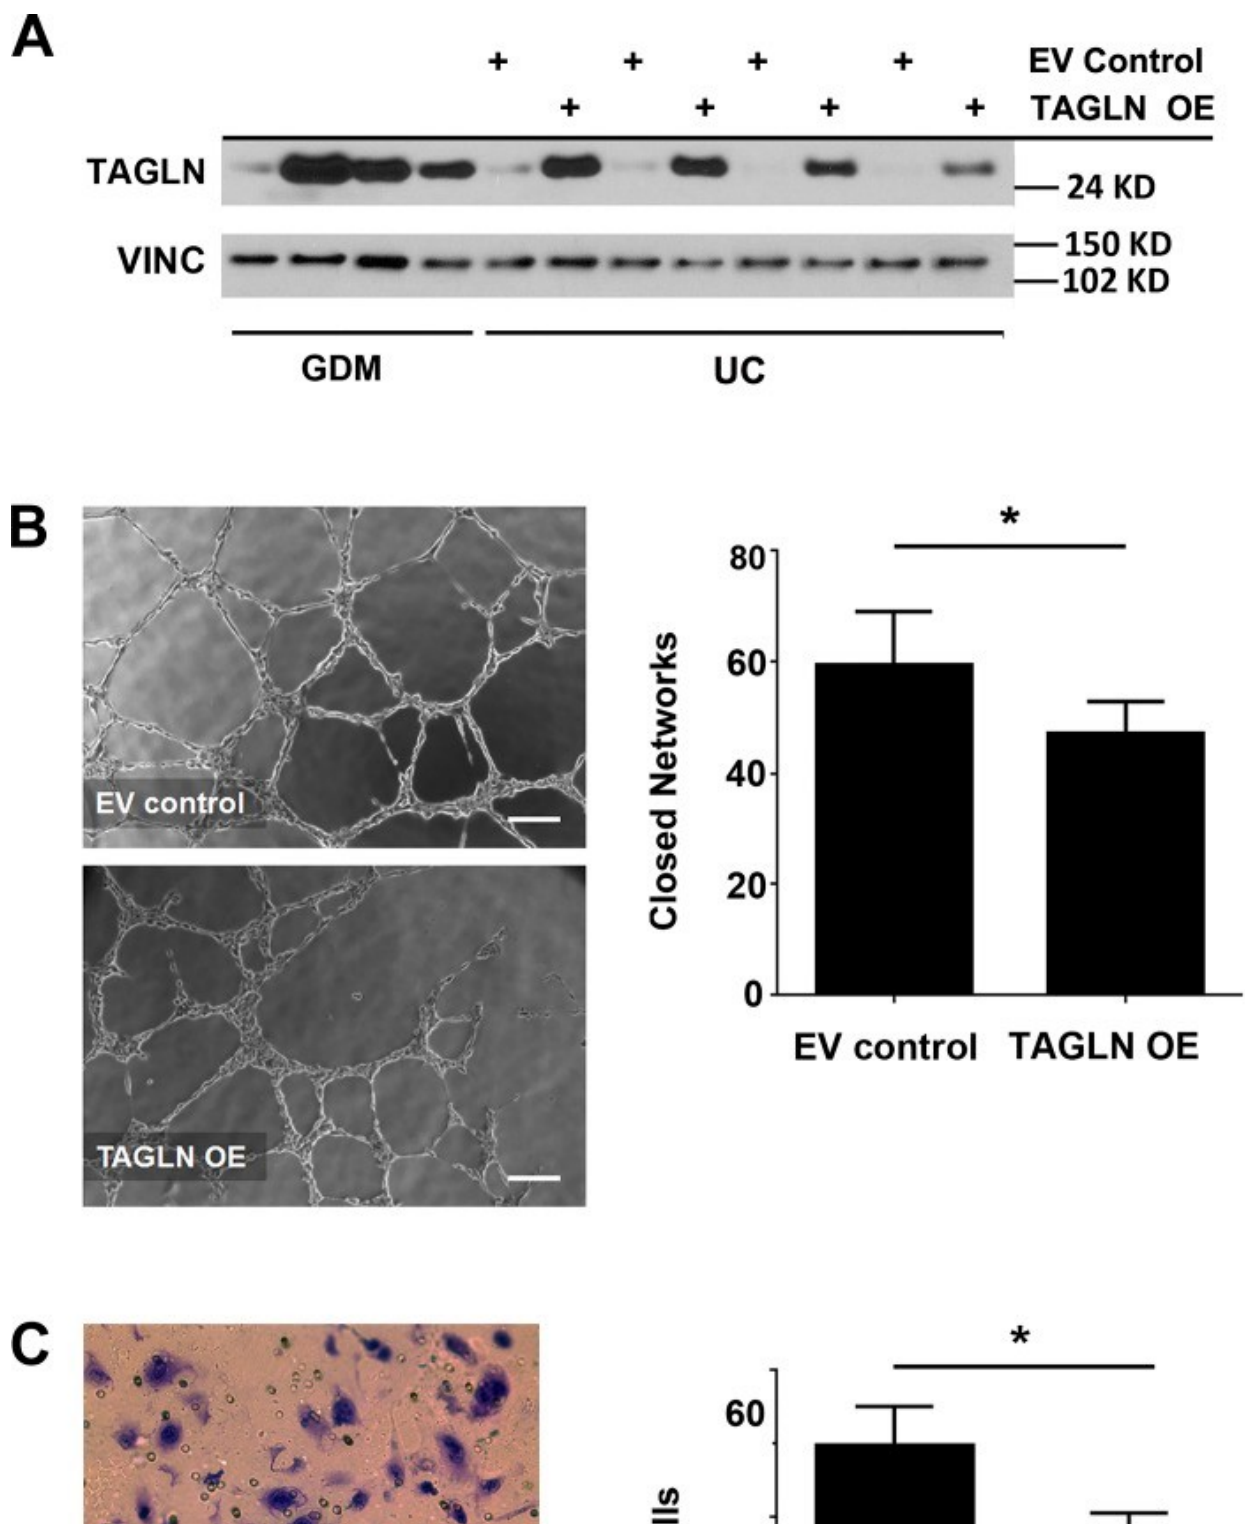 A
+ + + + EV Control
+ + + + TAGLN OE
TAGLN
24 KD
VINC
150 KD
102 KD
GDM UC
B
EV control
TAGLN OE
*
80
60
40
20
0
Closed Networks
EV control TAGLN OE
C
*
60